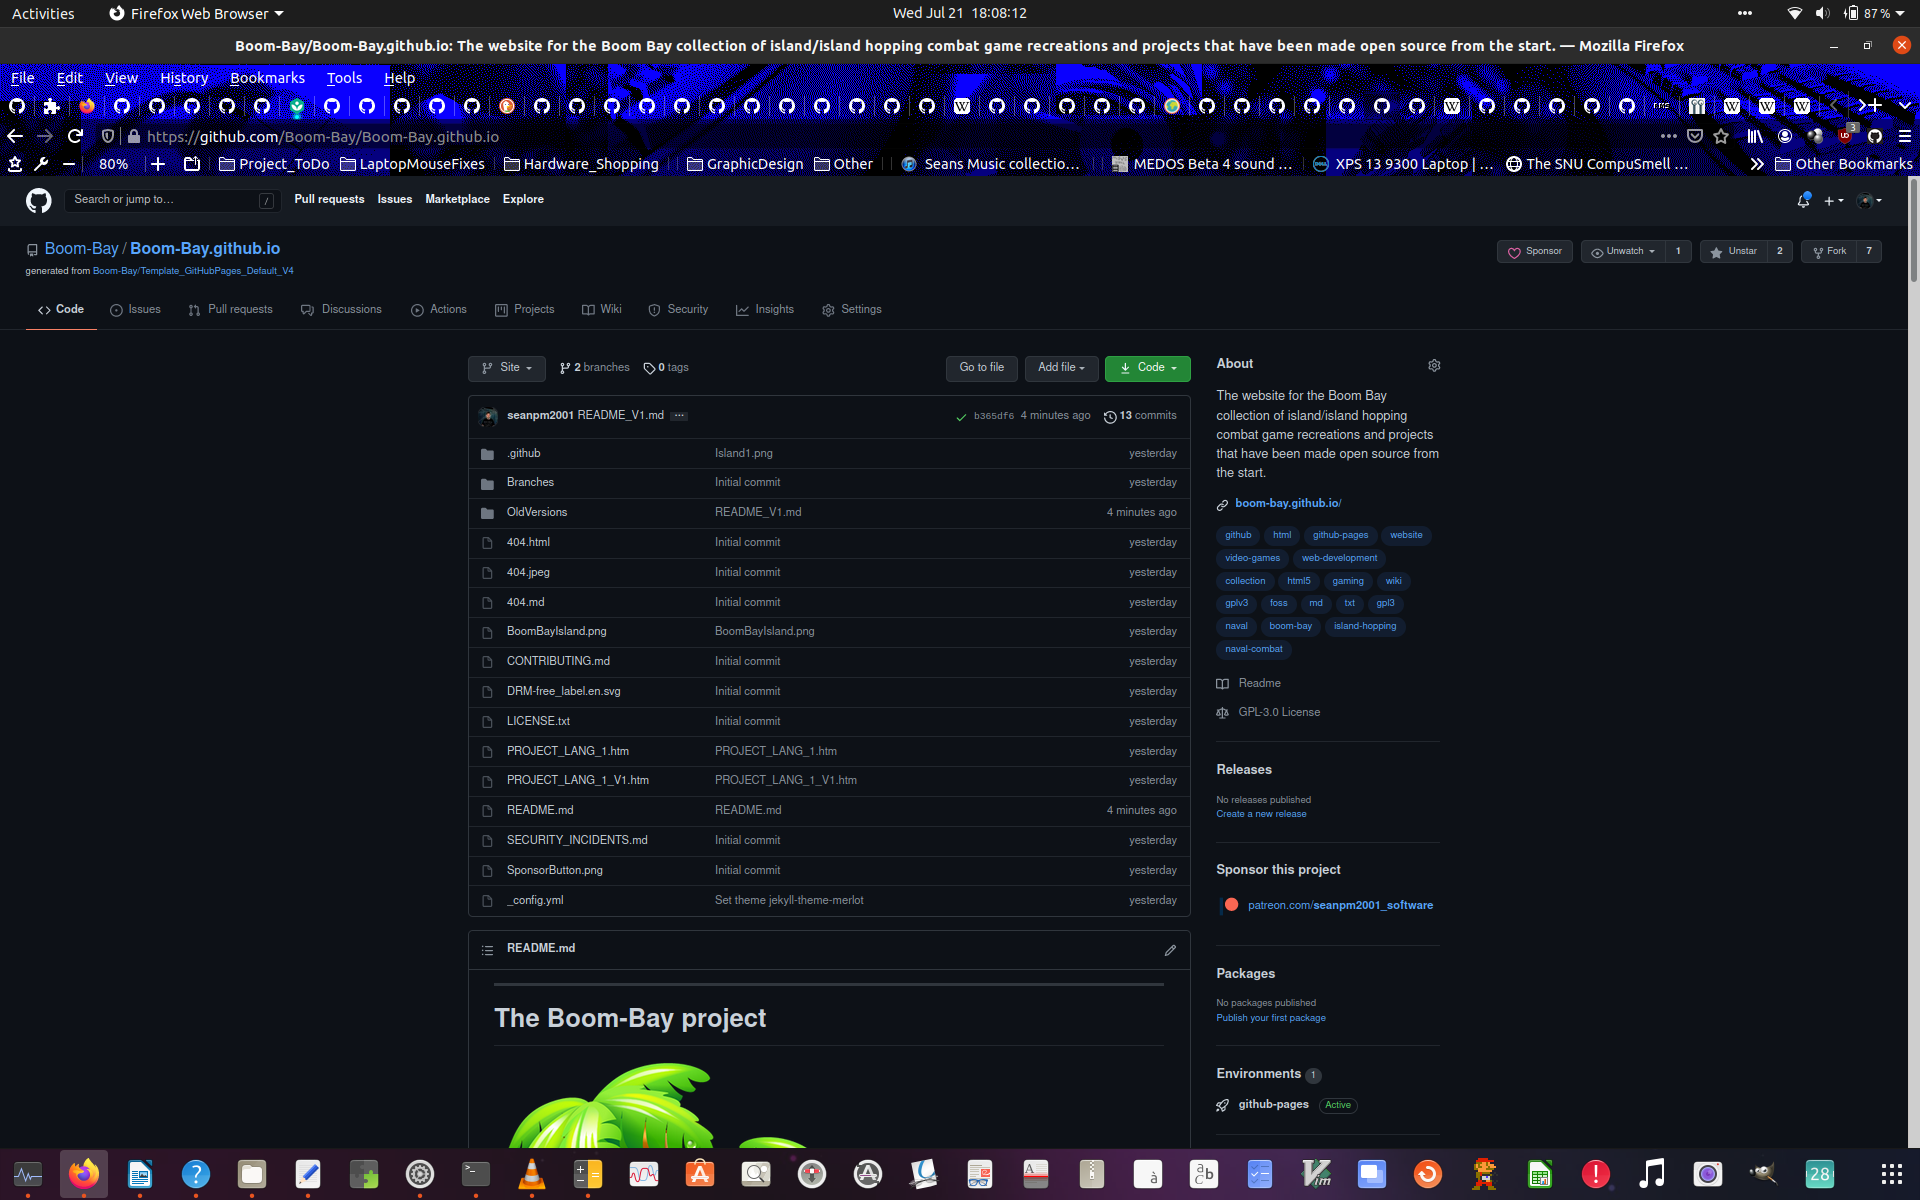 Activities Firefox Web Browser Wed Jul 21 18:08:12 87 %
Boom-Bay/Boom-Bay.github.io: The website for the Boom Bay collection of island/island hopping combat game recreations and projects that have been made open source from the start. — Mozilla Firefox
File Edit View History Bookmarks Tools Help
https://github.com/Boom-Bay/Boom-Bay.github.io 3
80% Project_ToDo LaptopMouseFixes Hardware_Shopping GraphicDesign Other Seans Music collectio… MEDOS Beta 4 sound … XPS 13 9300 Laptop | … The SNU CompuSmell … Other Bookmarks
Search or jump to… / Pull requests Issues Marketplace Explore
Boom-Bay / Boom-Bay.github.io Sponsor Unwatch 1 Unstar 2 Fork 7
generated from Boom-Bay/Template_GitHubPages_Default_V4
Code Issues Pull requests Discussions Actions Projects Wiki Security Insights Settings
Site 2 branches 0 tags Go to file Add file Code
seanpm2001 README_V1.md ... b365df6 4 minutes ago 13 commits
.github Island1.png yesterday
Branches Initial commit yesterday
OldVersions README_V1.md 4 minutes ago
404.html Initial commit yesterday
404.jpeg Initial commit yesterday
404.md Initial commit yesterday
BoomBayIsland.png BoomBayIsland.png yesterday
CONTRIBUTING.md Initial commit yesterday
DRM-free_label.en.svg Initial commit yesterday
LICENSE.txt Initial commit yesterday
PROJECT_LANG_1.htm PROJECT_LANG_1.htm yesterday
PROJECT_LANG_1_V1.htm PROJECT_LANG_1_V1.htm yesterday
README.md README.md 4 minutes ago
SECURITY_INCIDENTS.md Initial commit yesterday
SponsorButton.png Initial commit yesterday
_config.yml Set theme jekyll-theme-merlot yesterday
README.md
The Boom-Bay project
About
The website for the Boom Bay
collection of island/island hopping
combat game recreations and projects
that have been made open source from
the start.
boom-bay.github.io/
github html github-pages website
video-games web-development
collection html5 gaming wiki
gplv3 foss md txt gpl3
naval boom-bay island-hopping
naval-combat
Readme
GPL-3.0 License
Releases
No releases published
Create a new release
Sponsor this project
patreon.com/seanpm2001_software
Packages
No packages published
Publish your first package
Environments 1
github-pages Active
28